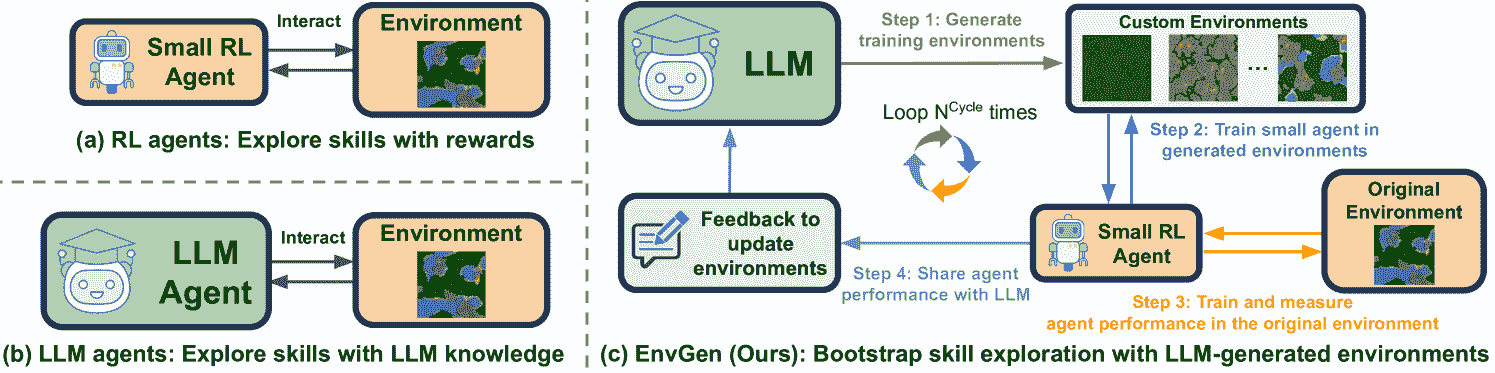 Small RL
Agent
Interact
Environment
(a) RL agents: Explore skills with rewards
LLM
Agent
Interact
Environment
(b) LLM agents: Explore skills with LLM knowledge
LLM
Step 1: Generate
training environments
Custom Environments
...
Loop N^Cycle times
Step 2: Train small agent in
generated environments
Feedback to
update
environments
Step 4: Share agent
performance with LLM
Small RL
Agent
Original
Environment
Step 3: Train and measure
agent performance in the original environment
(c) EnvGen (Ours): Bootstrap skill exploration with LLM-generated environments